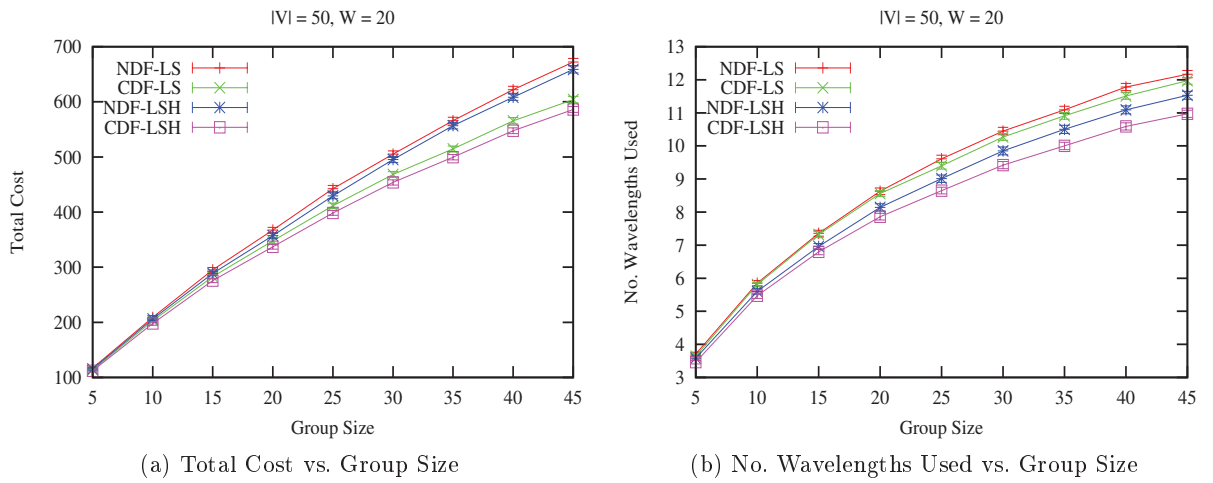 |V| = 50, W = 20
700
600
500
400
300
200
100
5 10 15 20 25 30 35 40 45
Total Cost
Group Size
NDF-LS
CDF-LS
NDF-LSH
CDF-LSH
(a) Total Cost vs. Group Size
|V| = 50, W = 20
13
12
11
10
9
8
7
6
5
4
3
5 10 15 20 25 30 35 40 45
No. Wavelengths Used
Group Size
NDF-LS
CDF-LS
NDF-LSH
CDF-LSH
(b) No. Wavelengths Used vs. Group Size